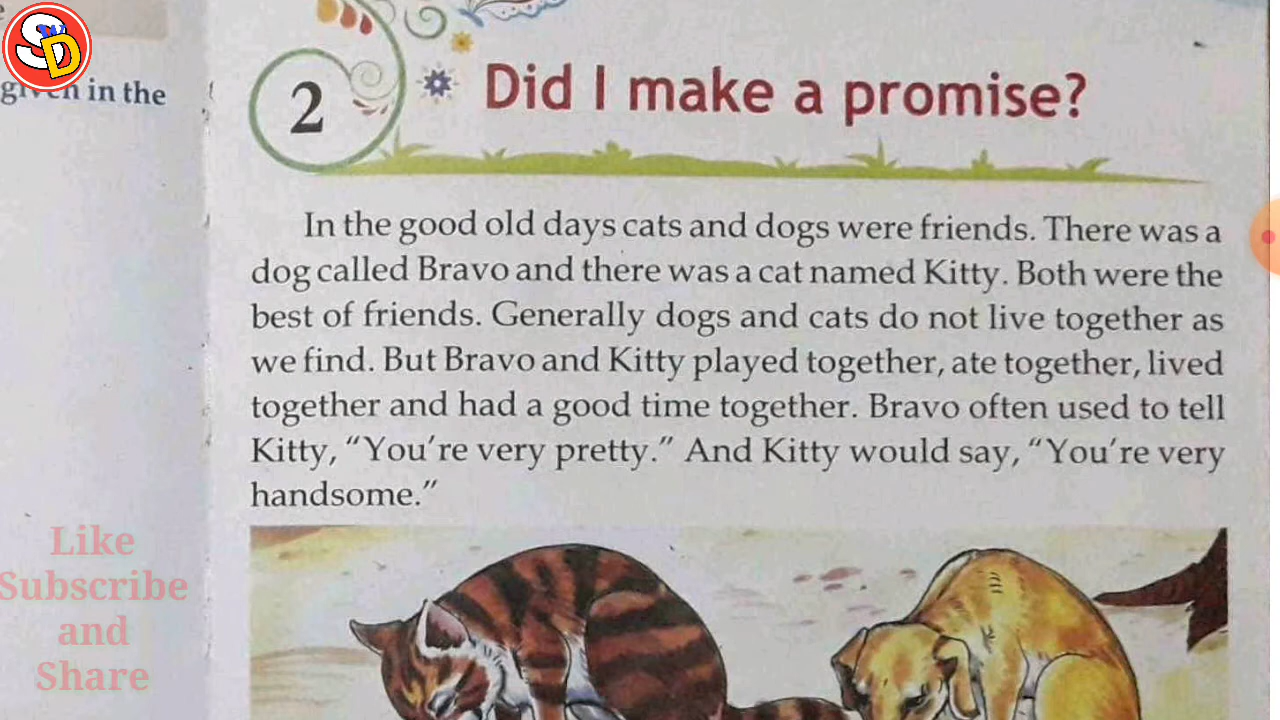 SD
given in the
2
Did I make a promise?
In the good old days cats and dogs were friends. There was a
dog called Bravo and there was a cat named Kitty. Both were the
best of friends. Generally dogs and cats do not live together as
we find. But Bravo and Kitty played together, ate together, lived
together and had a good time together. Bravo often used to tell
Kitty, “You’re very pretty.” And Kitty would say, “You’re very
handsome.”
Like
Subscribe
and
Share